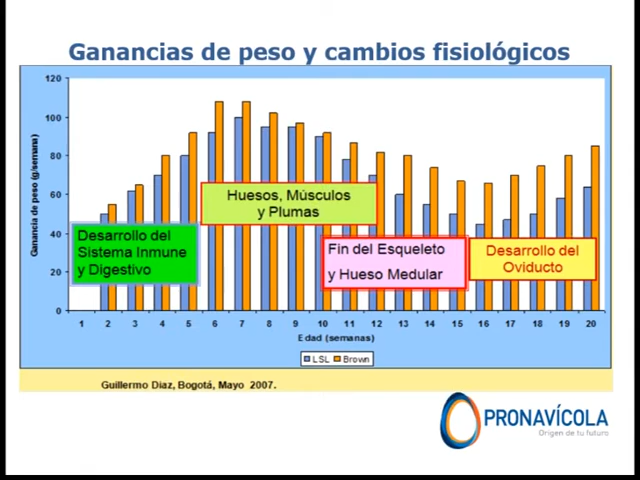 Ganancias de peso y cambios fisiológicos
Ganancia de peso (g/semana)
120
100
80
60
40
20
0
Huesos, Músculos
y Plumas
Desarrollo del
Sistema Inmune
y Digestivo
Fin del Esqueleto
y Hueso Medular
Desarrollo del
Oviducto
1 2 3 4 5 6 7 8 9 10 11 12 13 14 15 16 17 18 19 20
Edad (semanas)
LSL Brown
Guillermo Diaz, Bogotá, Mayo 2007.
PRONAVÍCOLA
Origen de tu futuro